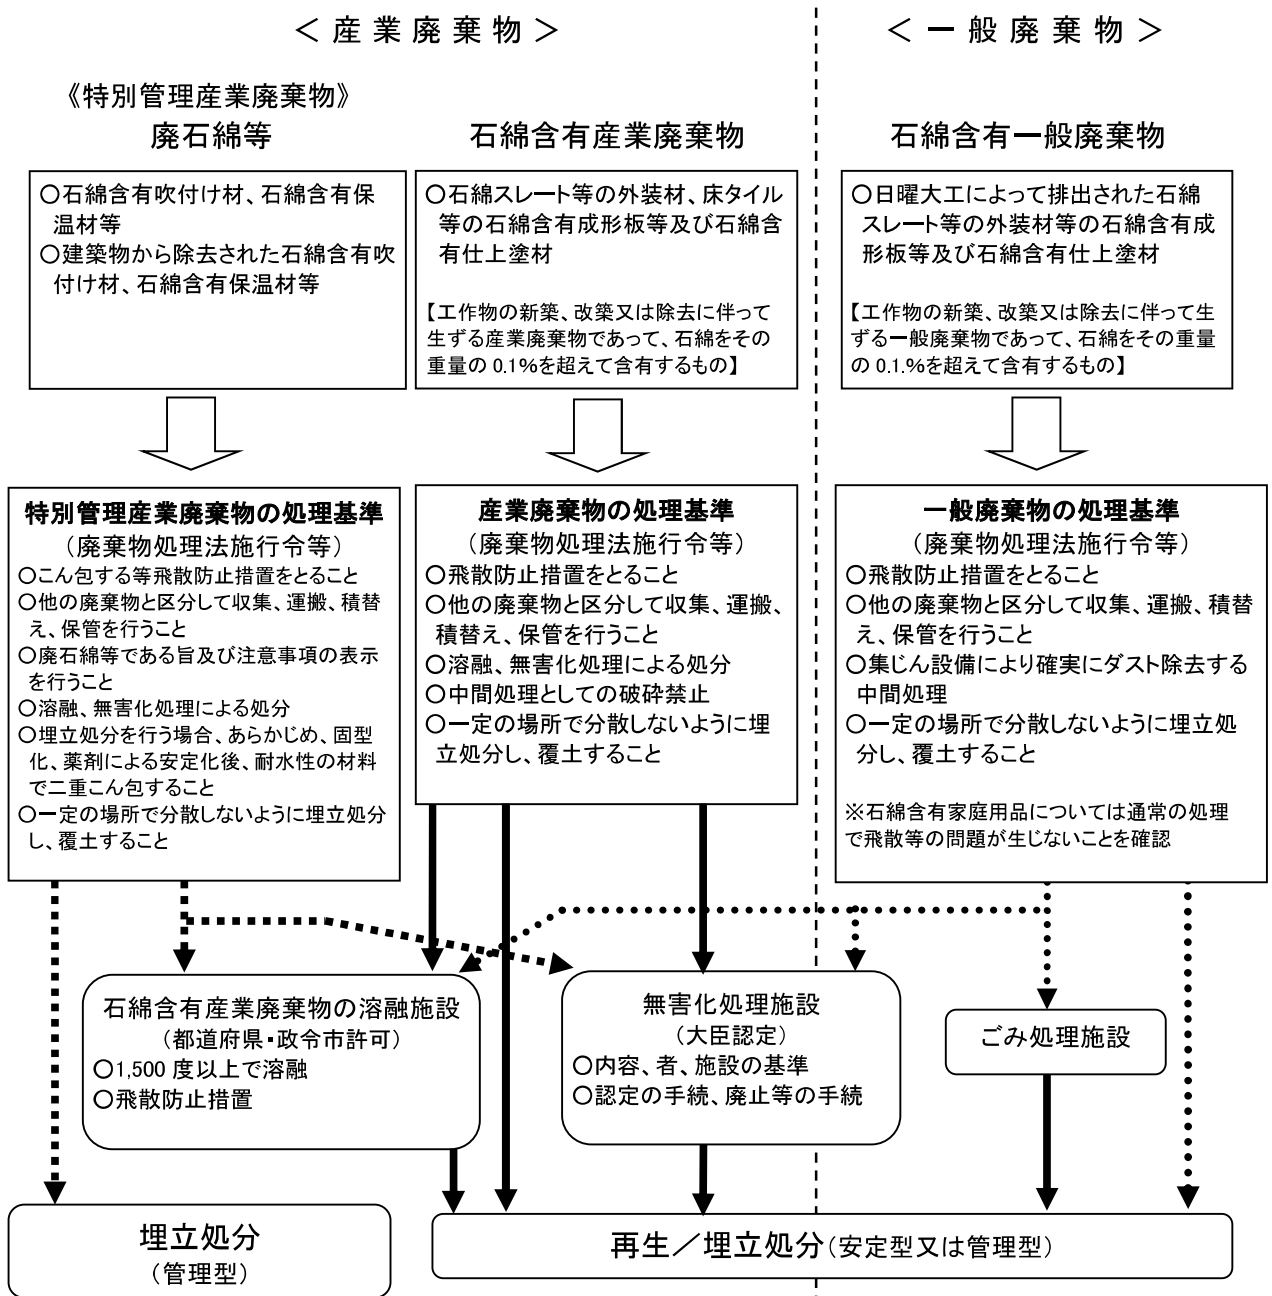 ＜ 産 業 廃 棄 物 ＞
＜ 一 般 廃 棄 物 ＞
《特別管理産業廃棄物》
廃石綿等
石綿含有産業廃棄物
石綿含有一般廃棄物
○石綿含有吹付け材、石綿含有保
温材等
○建築物から除去された石綿含有吹
付け材、石綿含有保温材等
○石綿スレート等の外装材、床タイル
等の石綿含有成形板等及び石綿含
有仕上塗材
【工作物の新築、改築又は除去に伴って
生ずる産業廃棄物であって、石綿をその
重量の 0.1％を超えて含有するもの】
○日曜大工によって排出された石綿
スレート等の外装材等の石綿含有成
形板等及び石綿含有仕上塗材
【工作物の新築、改築又は除去に伴って生
ずる一般廃棄物であって、石綿をその重量
の 0.1.％を超えて含有するもの】
特別管理産業廃棄物の処理基準
（廃棄物処理法施行令等）
○こん包する等飛散防止措置をとること
○他の廃棄物と区分して収集、運搬、積替
え、保管を行うこと
○廃石綿等である旨及び注意事項の表示
を行うこと
○溶融、無害化処理による処分
○埋立処分を行う場合、あらかじめ、固型
化、薬剤による安定化後、耐水性の材料
で二重こん包すること
○一定の場所で分散しないように埋立処分
し、覆土すること
産業廃棄物の処理基準
（廃棄物処理法施行令等）
○飛散防止措置をとること
○他の廃棄物と区分して収集、運搬、
積替え、保管を行うこと
○溶融、無害化処理による処分
○中間処理としての破砕禁止
○一定の場所で分散しないように埋
立処分し、覆土すること
一般廃棄物の処理基準
（廃棄物処理法施行令等）
○飛散防止措置をとること
○他の廃棄物と区分して収集、運搬、積替
え、保管を行うこと
○集じん設備により確実にダスト除去する
中間処理
○一定の場所で分散しないように埋立処
分し、覆土すること
※石綿含有家庭用品については通常の処理
で飛散等の問題が生じないことを確認
石綿含有産業廃棄物の溶融施設
（都道府県・政令市許可）
○1,500 度以上で溶融
○飛散防止措置
無害化処理施設
（大臣認定）
○内容、者、施設の基準
○認定の手続、廃止等の手続
ごみ処理施設
埋立処分
（管理型）
再生／埋立処分（安定型又は管理型）